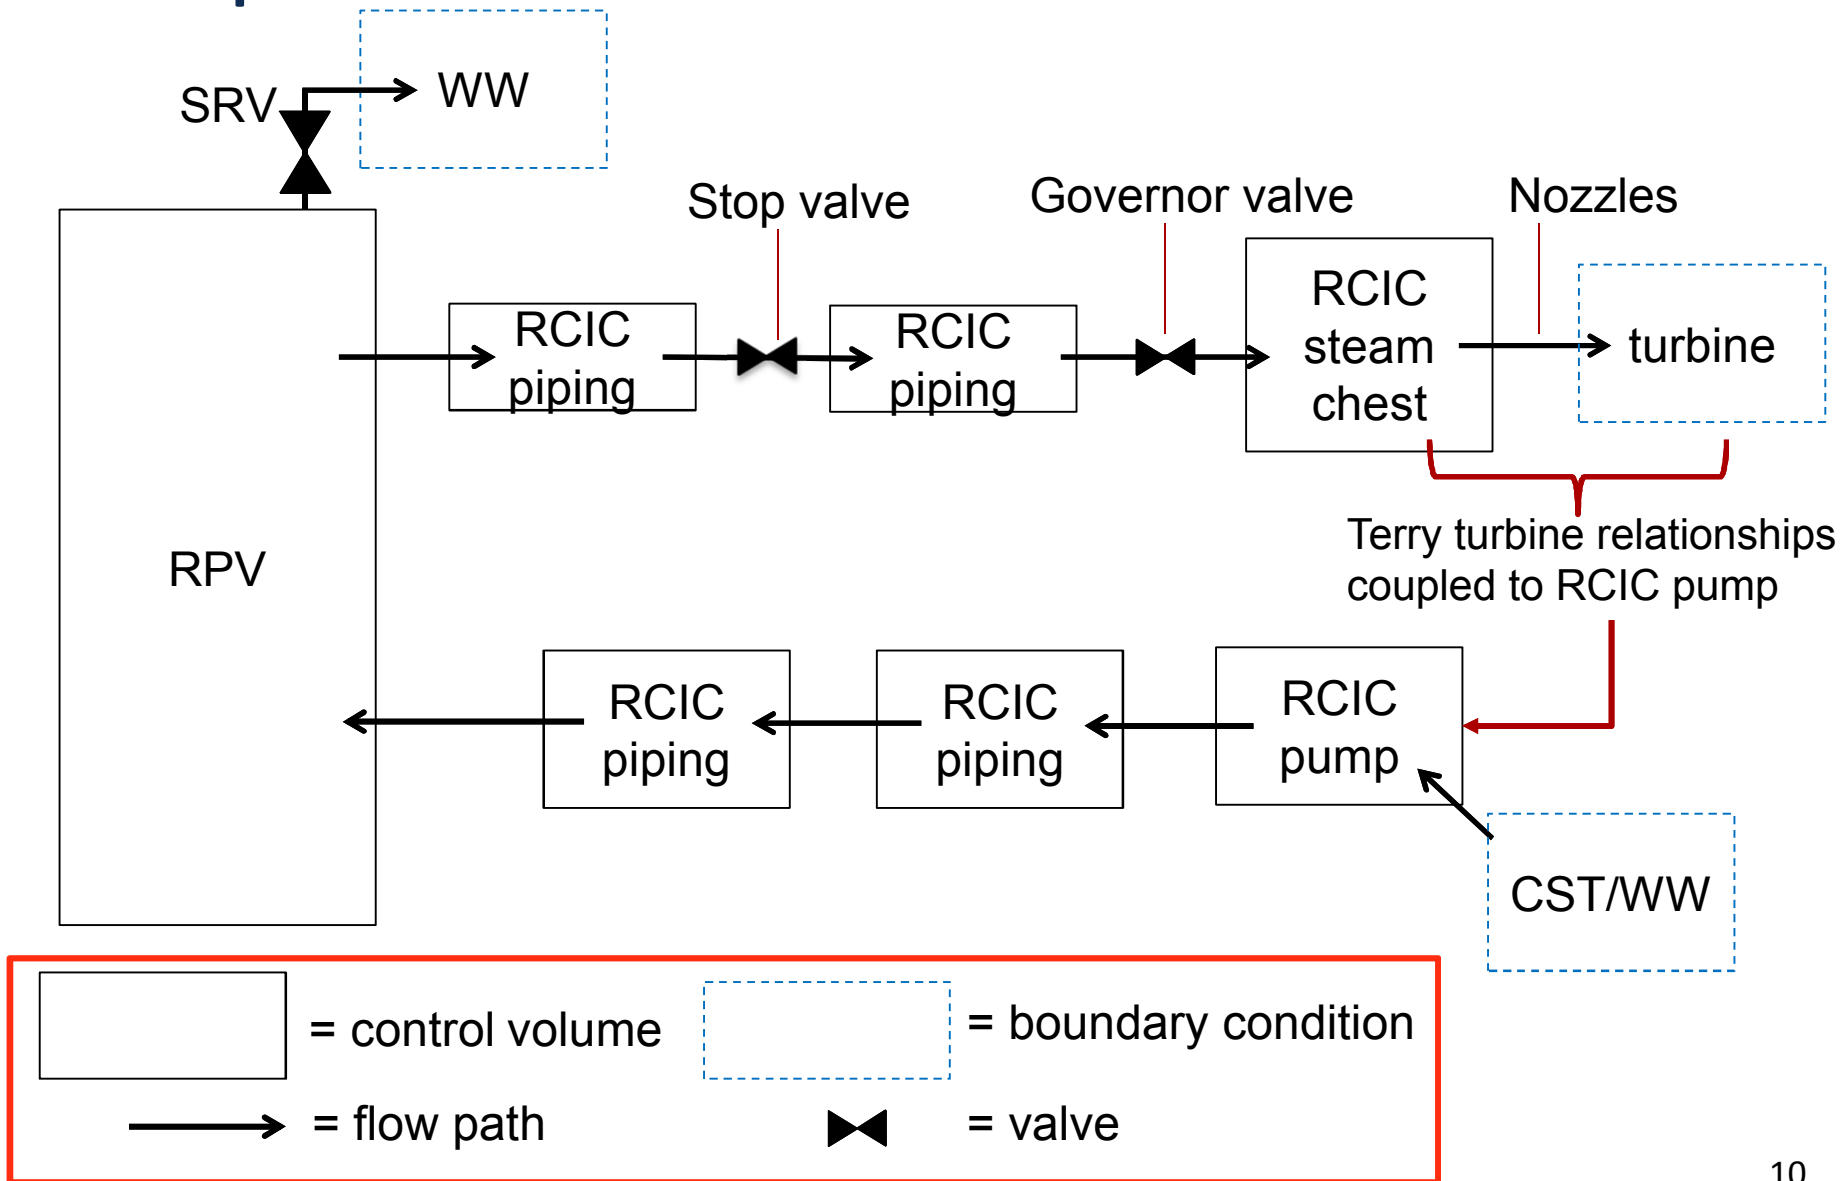 SRV
WW
Stop valve
Governor valve
Nozzles
RCIC
piping
RCIC
piping
RCIC
steam
chest
turbine
RPV
Terry turbine relationships
coupled to RCIC pump
RCIC
piping
RCIC
piping
RCIC
pump
CST/WW
= control volume
= boundary condition
= flow path
= valve
10